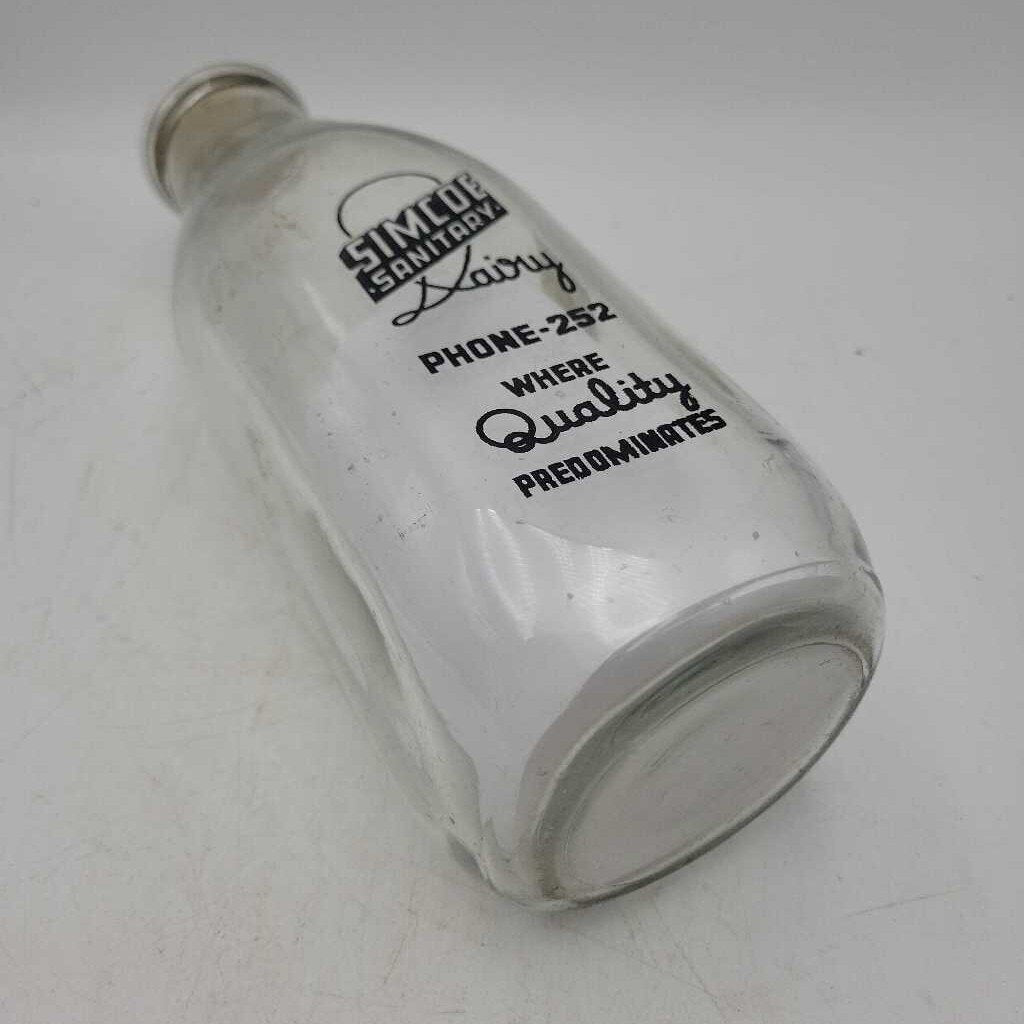 SIMCOE
·SANITARY·
Dairy
PHONE-252
WHERE
Quality
PREDOMINATES